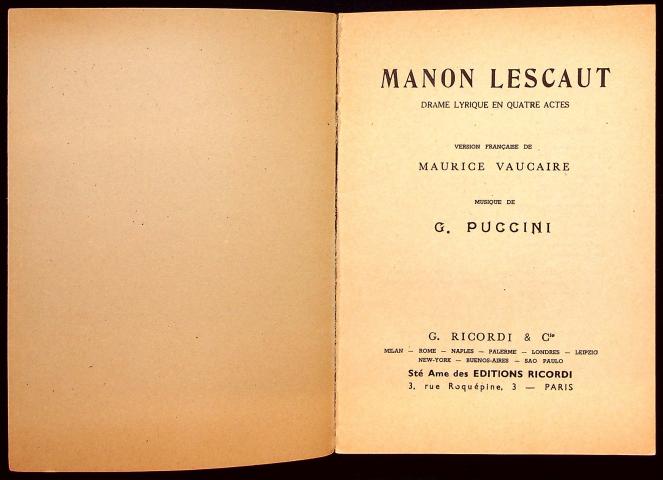 MANON LESCAUT
DRAME LYRIQUE EN QUATRE ACTES
VERSION FRANÇAISE DE
MAURICE VAUCAIRE
MUSIQUE DE
G. PUCCINI
G. RICORDI & Cie
MILAN — ROME — NAPLES — PALERME — LONDRES — LEIPZIG
NEW-YORK — BUENOS-AIRES — SAO PAULO
Sté Ame des EDITIONS RICORDI
3, rue Roquépine, 3 — PARIS